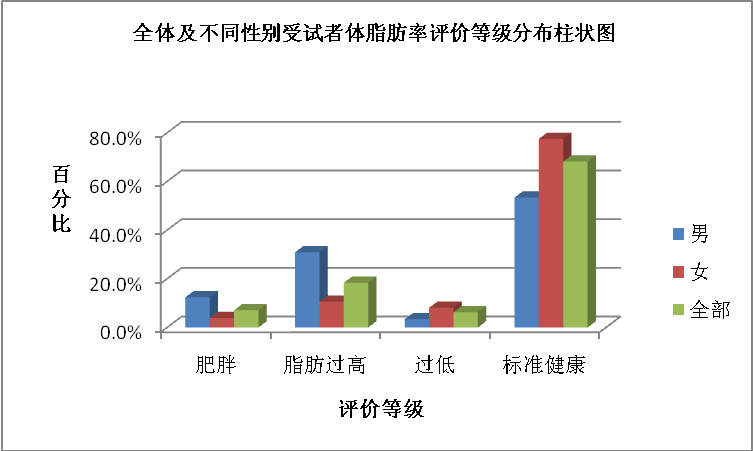 全体及不同性别受试者体脂肪率评价等级分布柱状图
百分比
80.0%
60.0%
40.0%
20.0%
0.0%
肥胖
脂肪过高
过低
标准健康
评价等级
男
女
全部